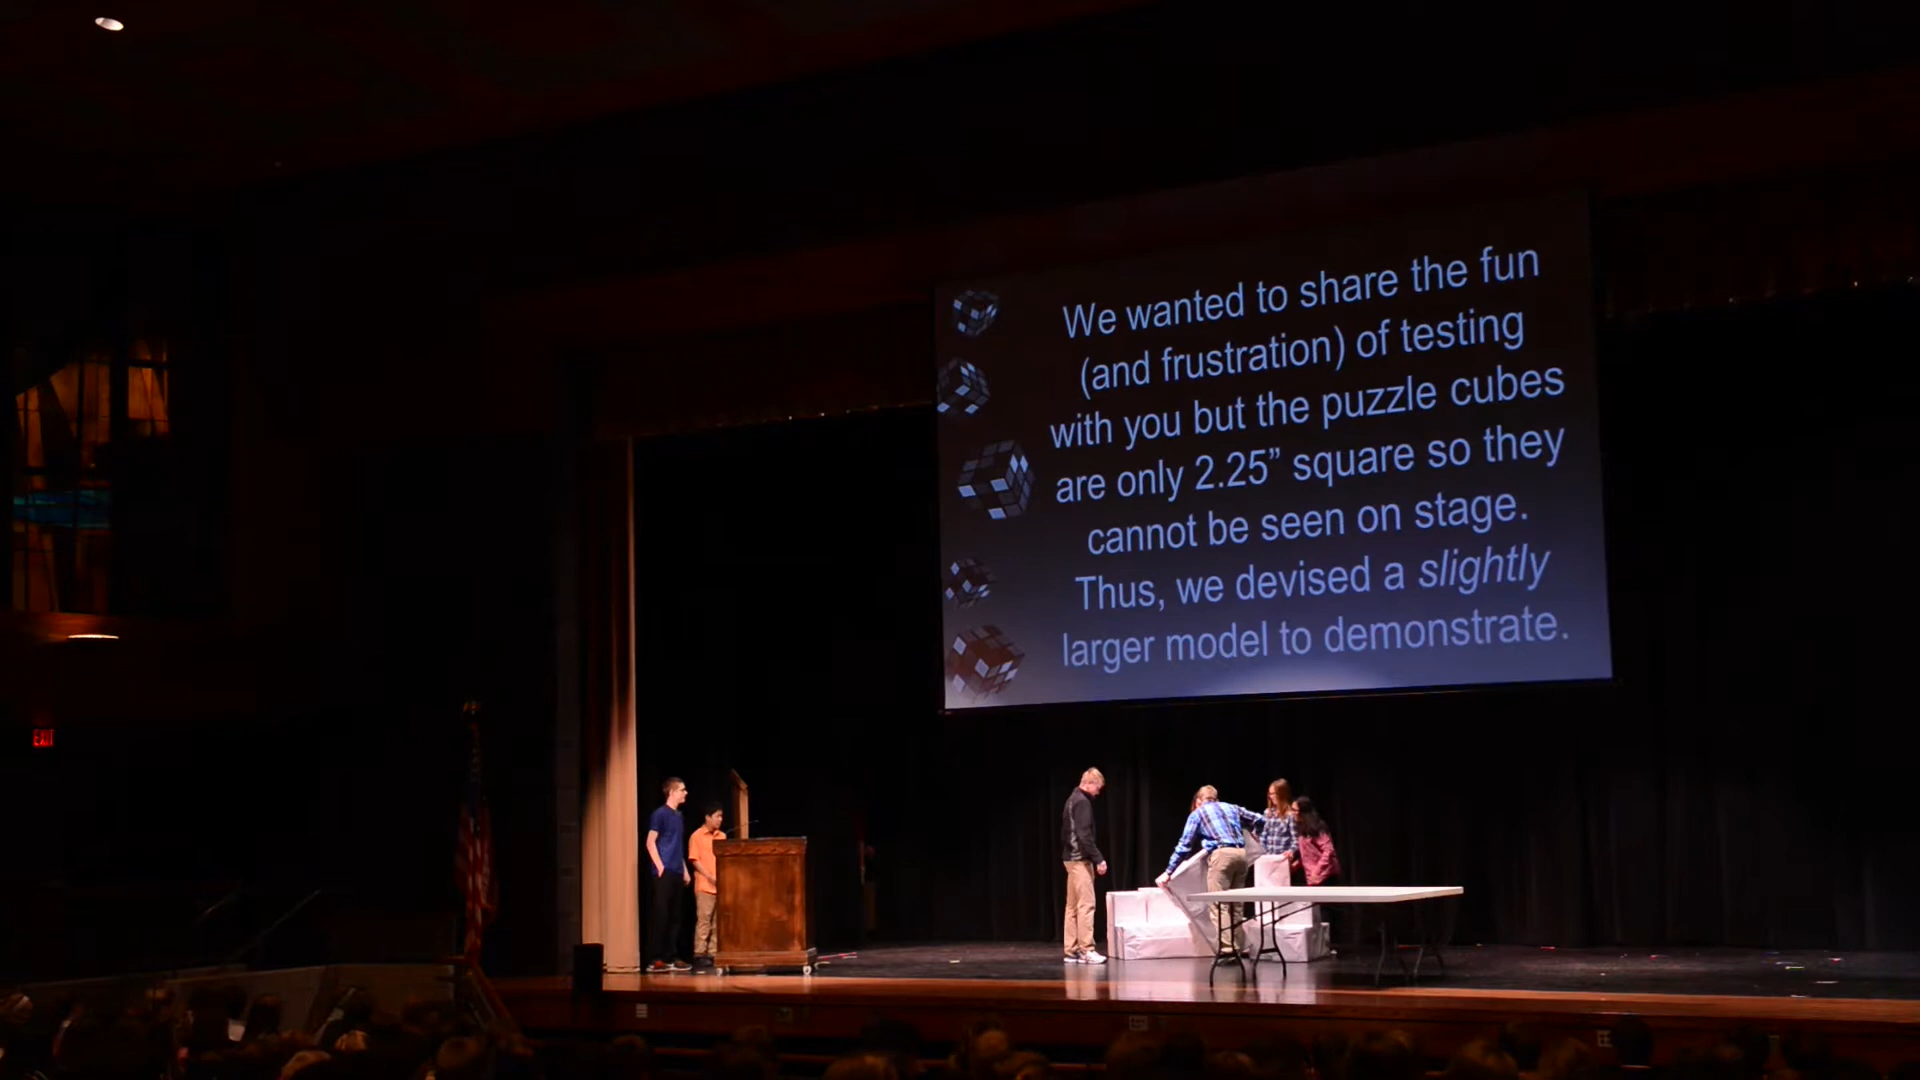 We wanted to share the fun
(and frustration) of testing
with you but the puzzle cubes
are only 2.25” square so they
cannot be seen on stage.
Thus, we devised a slightly
larger model to demonstrate.
EXIT